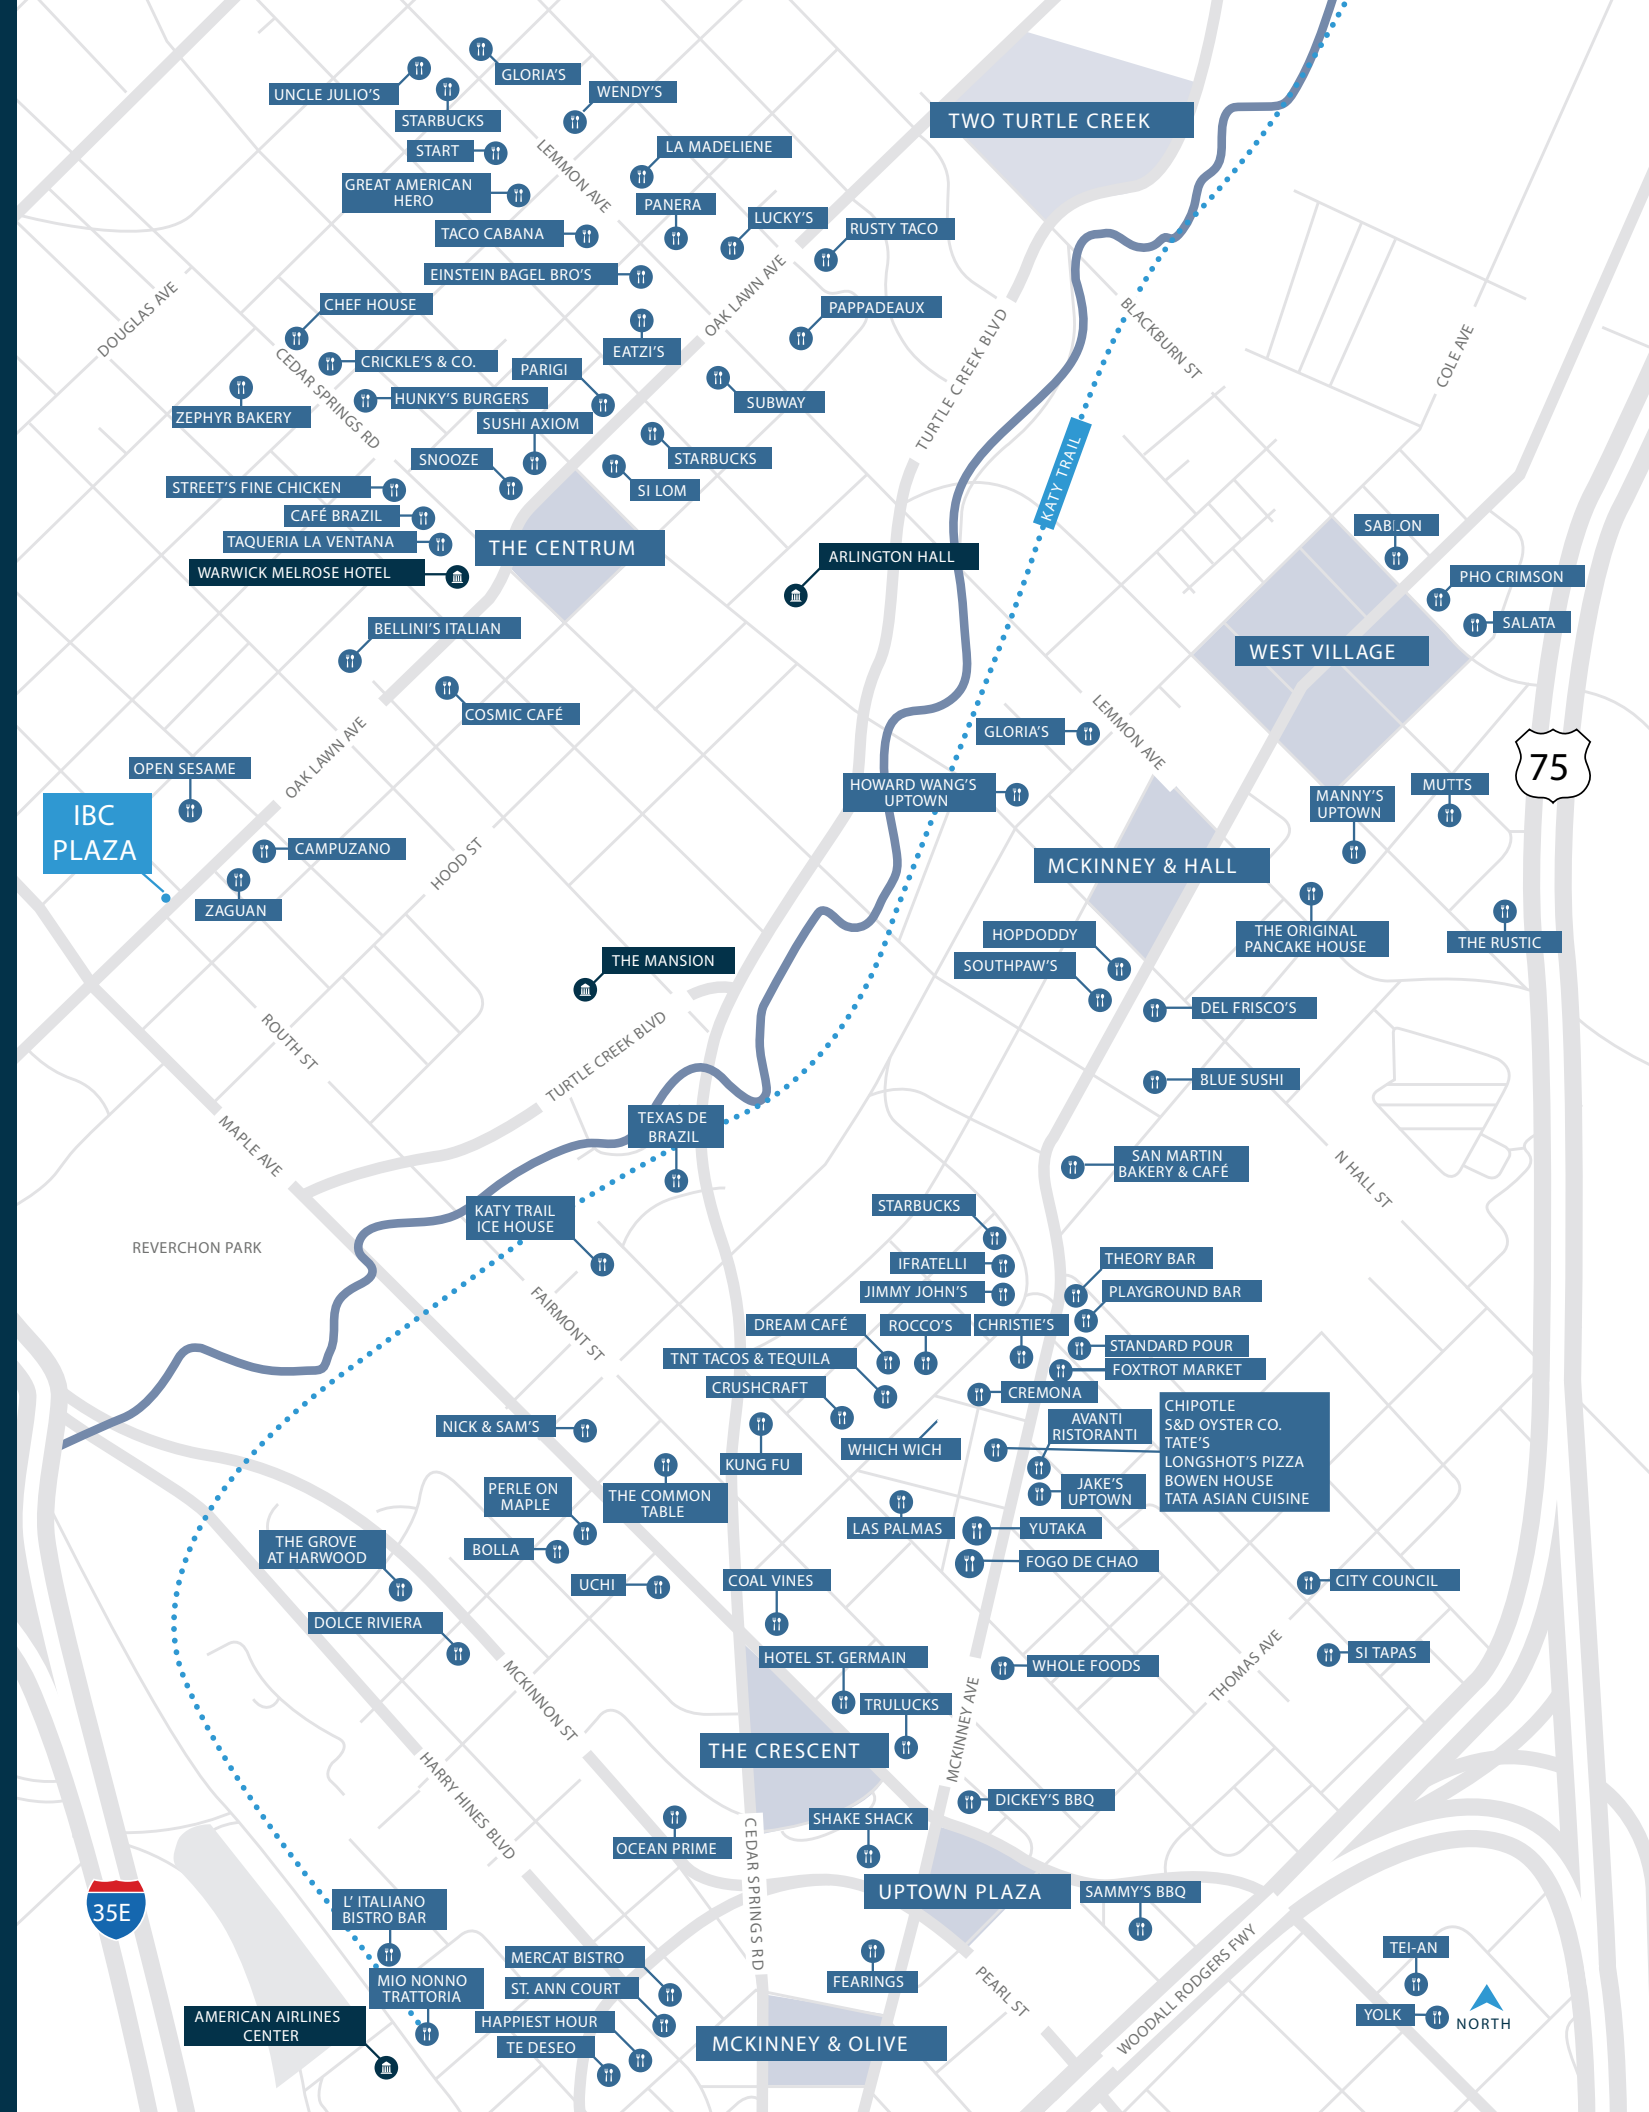 GLORIA'S
UNCLE JULIO'S
WENDY'S
STARBUCKS
TWO TURTLE CREEK
START
LEMMON AVE
LA MADELIENE
GREAT AMERICAN
HERO
PANERA
LUCKY'S
RUSTY TACO
TACO CABANA
EINSTEIN BAGEL BRO'S
OAK LAWN AVE
DOUGLAS AVE
CHEF HOUSE
PAPPADEAUX
BLACKBURN ST
TURTLE CREEK BLVD
COLE AVE
EATZI'S
CEDAR SPRINGS RD
CRICKLE'S & CO.
PARIGI
HUNKY'S BURGERS
SUBWAY
ZEPHYR BAKERY
SUSHI AXIOM
SNOOZE
STARBUCKS
KATY TRAIL
STREET'S FINE CHICKEN
SI LOM
CAFÉ BRAZIL
SABLON
TAQUERIA LA VENTANA
THE CENTRUM
ARLINGTON HALL
WARWICK MELROSE HOTEL
PHO CRIMSON
SALATA
BELLINI'S ITALIAN
WEST VILLAGE
COSMIC CAFÉ
GLORIA'S
LEMMON AVE
OAK LAWN AVE
OPEN SESAME
75
HOWARD WANG'S
UPTOWN
MUTTS
MANNY'S
UPTOWN
IBC
PLAZA
CAMPUZANO
HOOD ST
MCKINNEY & HALL
ZAGUAN
HOPDODDY
THE ORIGINAL
PANCAKE HOUSE
THE RUSTIC
THE MANSION
SOUTHPAW'S
DEL FRISCO'S
ROUTH ST
TURTLE CREEK BLVD
BLUE SUSHI
TEXAS DE
BRAZIL
MAPLE AVE
SAN MARTIN
BAKERY & CAFÉ
N HALL ST
KATY TRAIL
ICE HOUSE
STARBUCKS
REVERCHON PARK
IFRATELLI
THEORY BAR
JIMMY JOHN'S
PLAYGROUND BAR
FAIRMONT ST
DREAM CAFÉ
ROCCO'S
CHRISTIE'S
STANDARD POUR
TNT TACOS & TEQUILA
FOXTROT MARKET
CRUSHCRAFT
CREMONA
CHIPOTLE
S&D OYSTER CO.
TATE'S
LONGSHOT'S PIZZA
BOWEN HOUSE
TATA ASIAN CUISINE
NICK & SAM'S
AVANTI
RISTORANTI
WHICH WICH
KUNG FU
PERLE ON
MAPLE
THE COMMON
TABLE
JAKE'S
UPTOWN
LAS PALMAS
YUTAKA
THE GROVE
AT HARWOOD
BOLLA
FOGO DE CHAO
UCHI
COAL VINES
CITY COUNCIL
DOLCE RIVIERA
HOTEL ST. GERMAIN
WHOLE FOODS
SI TAPAS
THOMAS AVE
MCKINNON ST
TRULUCKS
MCKINNEY AVE
THE CRESCENT
HARRY HINES BLVD
DICKEY'S BBQ
SHAKE SHACK
OCEAN PRIME
CEDAR SPRINGS RD
UPTOWN PLAZA
SAMMY'S BBQ
35E
L' ITALIANO
BISTRO BAR
WOODALL RODGERS FWY
TEI-AN
MERCAT BISTRO
MIO NONNO
TRATTORIA
ST. ANN COURT
FEARINGS
PEARL ST
AMERICAN AIRLINES
CENTER
HAPPIEST HOUR
YOLK
NORTH
TE DESEO
MCKINNEY & OLIVE